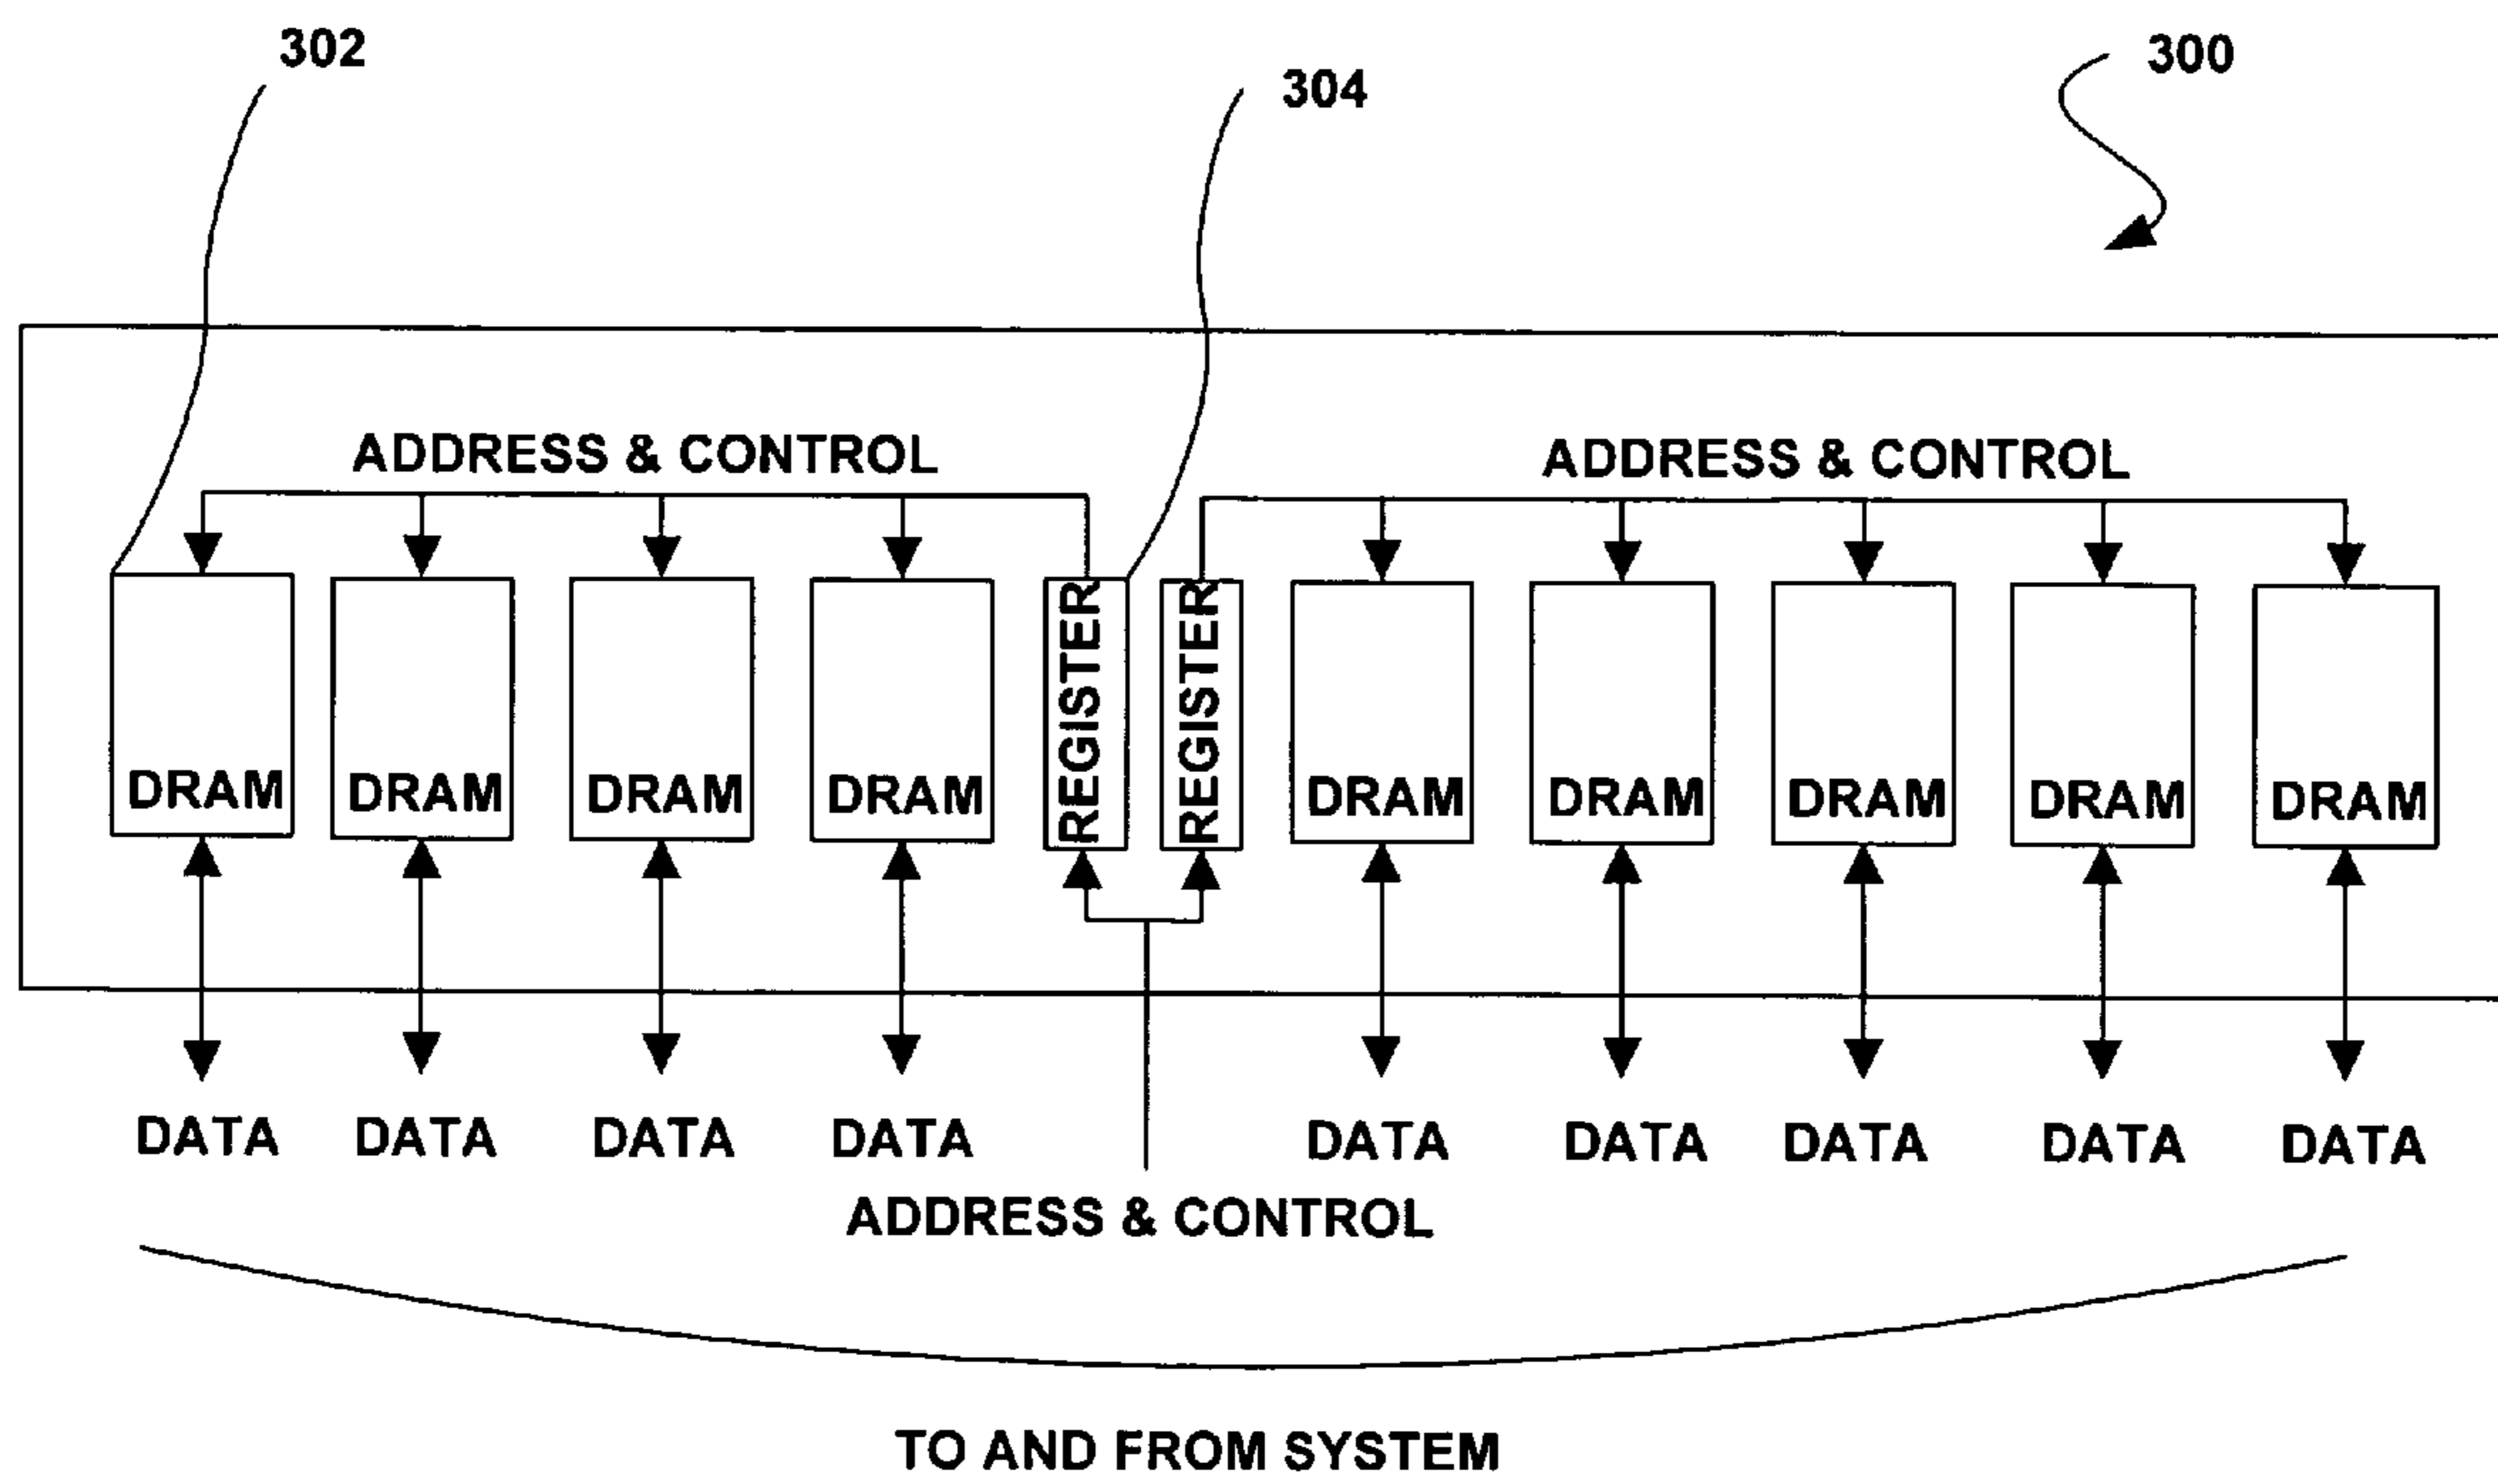 302
304
300
ADDRESS & CONTROL
ADDRESS & CONTROL
REGISTER
REGISTER
DRAM
DRAM
DRAM
DRAM
DRAM
DRAM
DRAM
DRAM
DRAM
DATA
DATA
DATA
DATA
DATA
DATA
DATA
DATA
DATA
ADDRESS & CONTROL
TO AND FROM SYSTEM